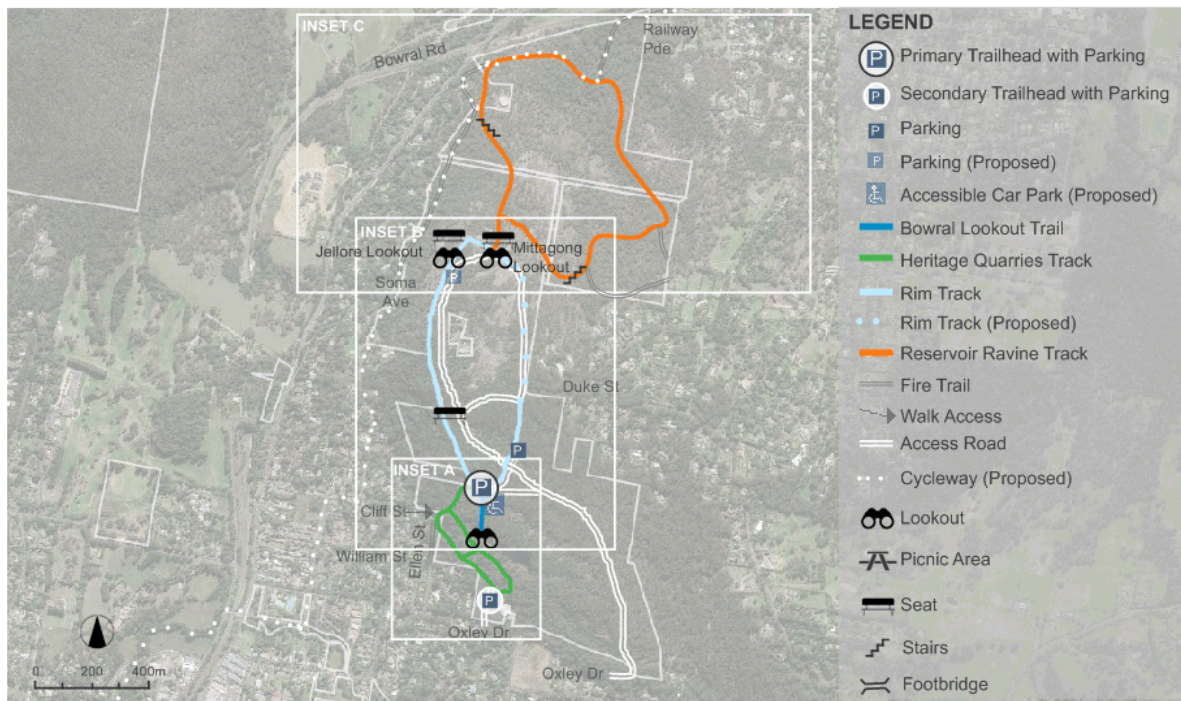 INSET C
Bowral Rd
Railway
Pde
INSET B
Jellore Lookout
Mittagong
Lookout
P
Soma
Ave
Duke St
P
INSET A
P
Cliff St
Ellen St
William St
P
Oxley Dr
Oxley Dr
0 200 400m
LEGEND
P Primary Trailhead with Parking
P Secondary Trailhead with Parking
P Parking
P Parking (Proposed)
Accessible Car Park (Proposed)
Bowral Lookout Trail
Heritage Quarries Track
Rim Track
Rim Track (Proposed)
Reservoir Ravine Track
Fire Trail
Walk Access
Access Road
Cycleway (Proposed)
Lookout
Picnic Area
Seat
Stairs
Footbridge